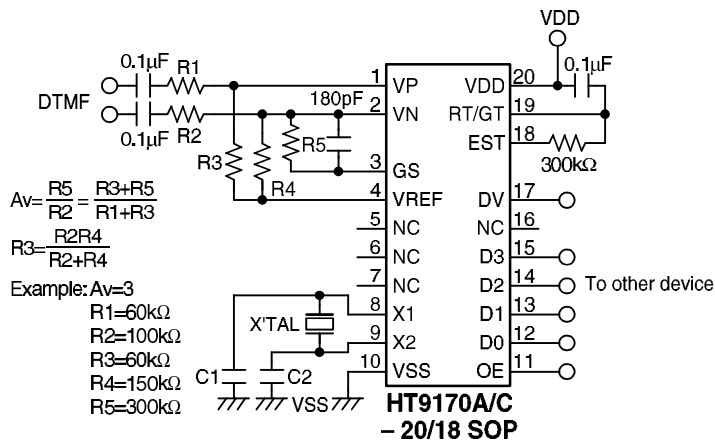 VDD
0.1µF
R1
1
VP
VDD
20
0.1µF
DTMF
180pF
2
VN
RT/GT
19
0.1µF
R2
R5
EST
18
R3
300kΩ
3
GS
R4
4
VREF
DV
17
Av=R5/R2=R3+R5/R1+R3
5
NC
NC
16
R3=R2R4/R2+R4
6
NC
D3
15
7
NC
D2
14
To other device
Example: Av=3
R1=60kΩ
R2=100kΩ
R3=60kΩ
R4=150kΩ
R5=300kΩ
8
X1
D1
13
X'TAL
9
X2
D0
12
C1
C2
10
VSS
OE
11
VSS
HT9170A/C
– 20/18 SOP